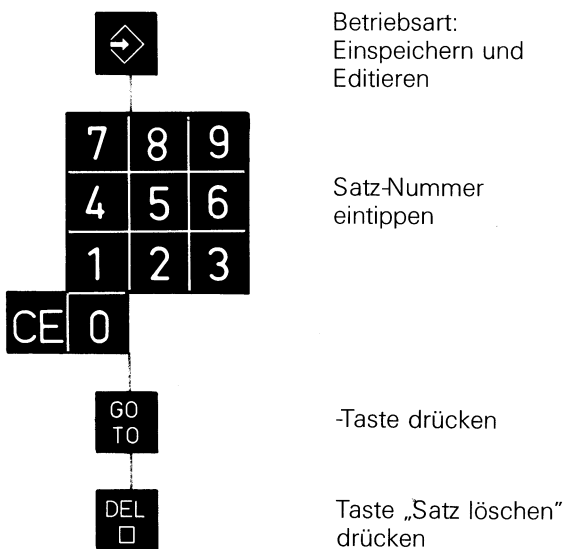 Betriebsart:
Einspeichern und
Editieren
7 8 9
4 5 6
1 2 3
CE 0
Satz-Nummer
eintippen
GO
TO
-Taste drücken
DEL
Taste „Satz löschen”
drücken